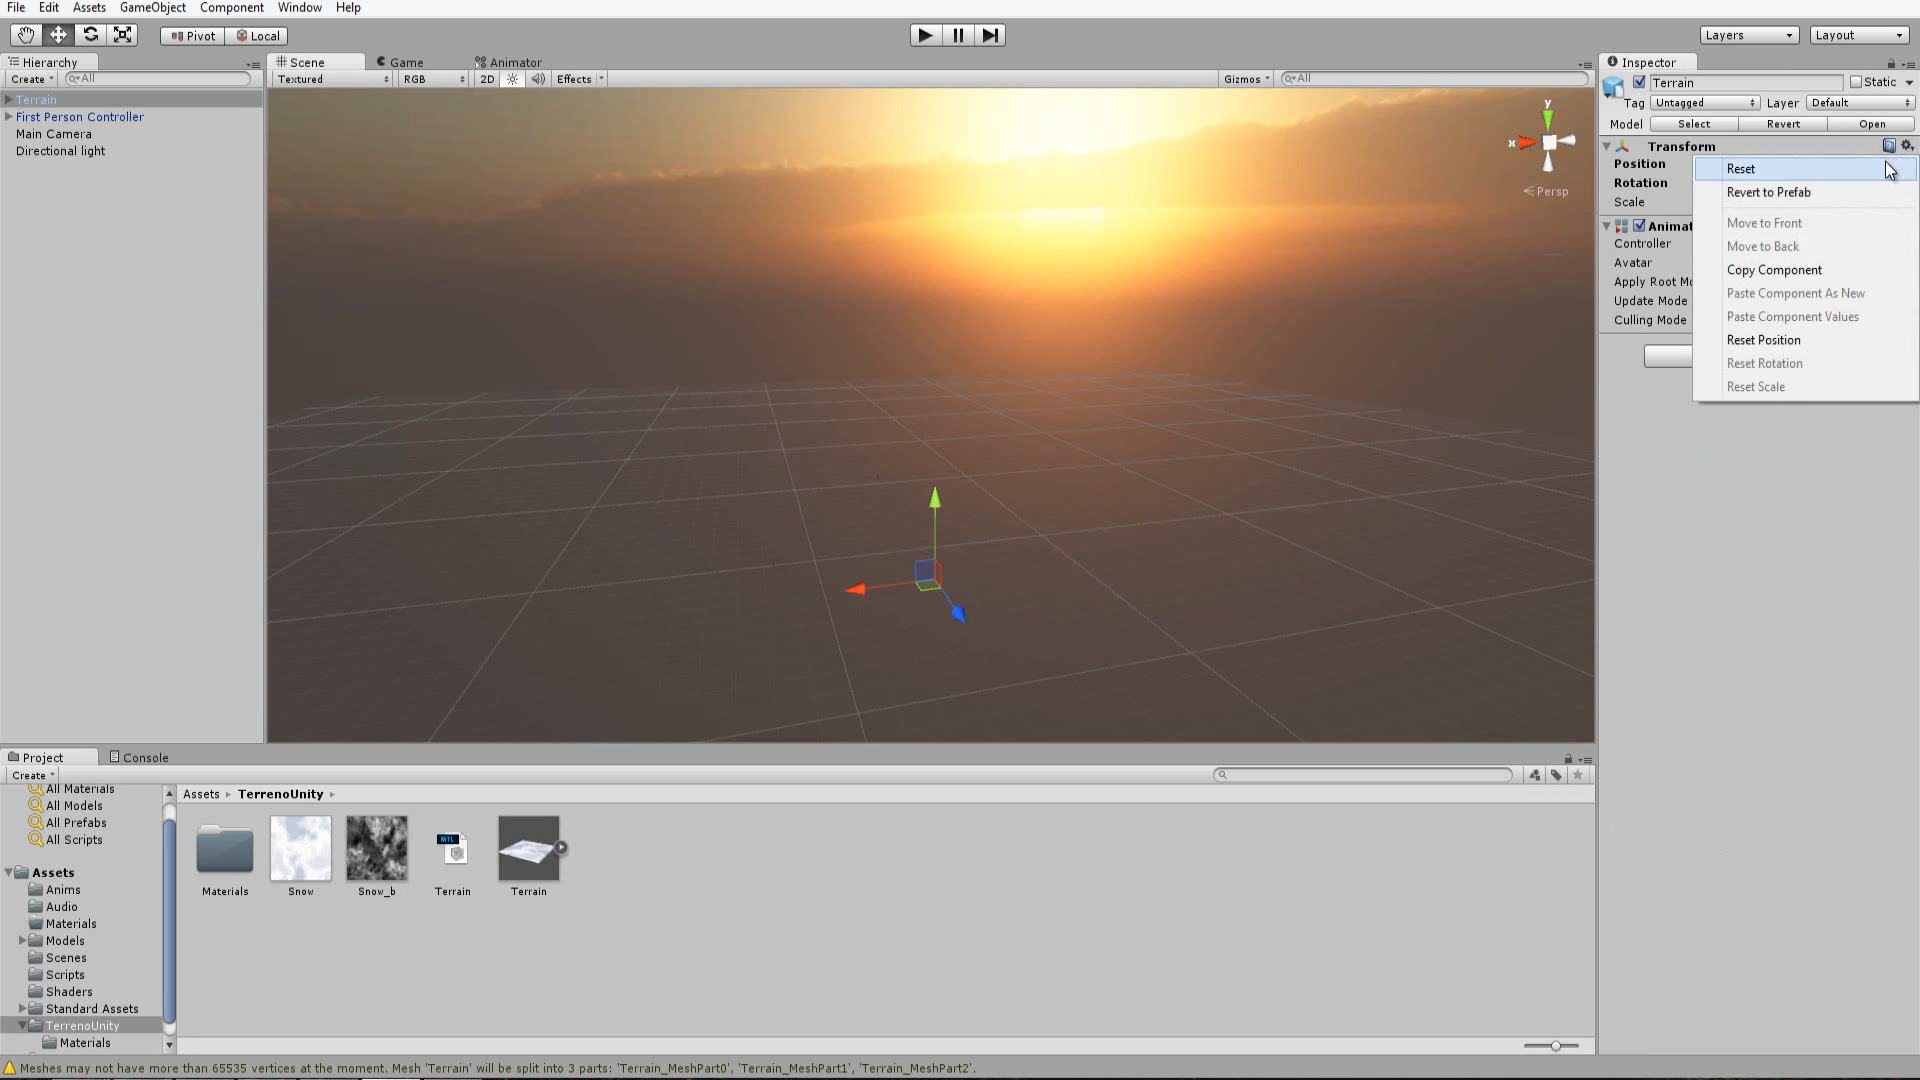 File Edit Assets GameObject Component Window Help
Pivot Local Layers Layout
Hierarchy Scene Game Animator Inspector
Create All Textured RGB 2D Effects Gizmos All
Terrain Static
Tag Untagged Layer Default
Model Select Revert Open
Terrain
First Person Controller
Main Camera
Directional light
y
x
Persp
Transform
Position
Rotation
Scale
Animat
Controller
Avatar
Apply Root Mo
Update Mode
Culling Mode
Reset
Revert to Prefab
Move to Front
Move to Back
Copy Component
Paste Component As New
Paste Component Values
Reset Position
Reset Rotation
Reset Scale
Project Console
Create
All Materials
All Models
All Prefabs
All Scripts
Assets
Anims
Audio
Materials
Models
Scenes
Scripts
Shaders
Standard Assets
TerrenoUnity
Materials
Assets TerrenoUnity
MTL
Materials Snow Snow_b Terrain Terrain
Meshes may not have more than 65535 vertices at the moment. Mesh 'Terrain' will be split into 3 parts: 'Terrain_MeshPart0', 'Terrain_MeshPart1', 'Terrain_MeshPart2'.